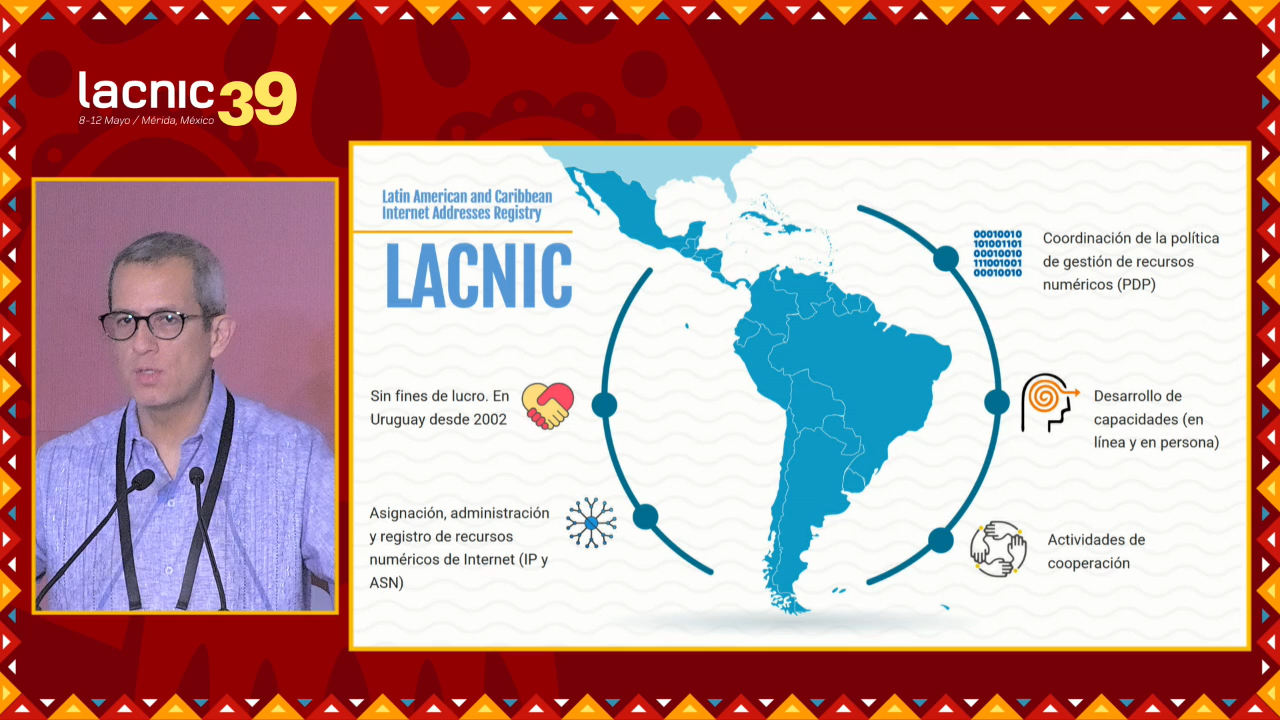 lacnic 39
8-12 Mayo / Mérida, México
Latin American and Caribbean
Internet Addresses Registry
LACNIC
Sin fines de lucro. En
Uruguay desde 2002
Asignación, administración
y registro de recursos
numéricos de Internet (IP y
ASN)
00010010
101001101
00010010
111001001
00010010
Coordinación de la política
de gestión de recursos
numéricos (PDP)
Desarrollo de
capacidades (en
línea y en persona)
Actividades de
cooperación